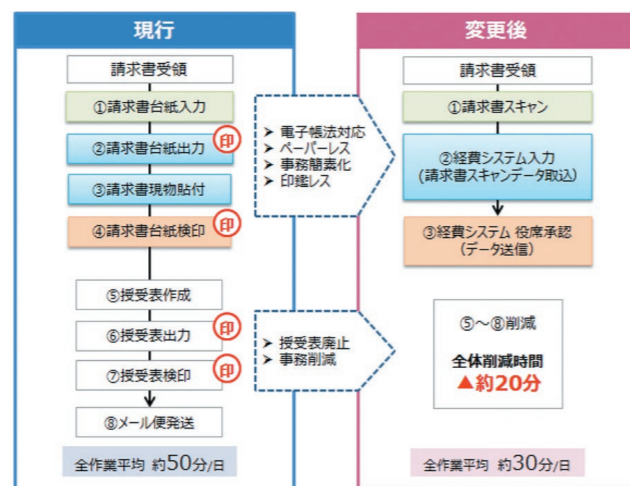 現行
請求書受領
①請求書台紙入力
②請求書台紙出力
印
③請求書現物貼付
④請求書台紙検印
印
⑤授受表作成
⑥授受表出力
印
⑦授受表検印
印
⑧メール便発送
全作業平均 約50分/日
➢ 電子帳法対応
➢ ペーパーレス
➢ 事務簡素化
➢ 印鑑レス
➢ 授受表廃止
➢ 事務削減
変更後
請求書受領
①請求書スキャン
②経費システム入力
(請求書スキャンデータ取込)
③経費システム 役席承認
(データ送信)
⑤～⑧削減
全体削減時間
▲約20分
全作業平均 約30分/日